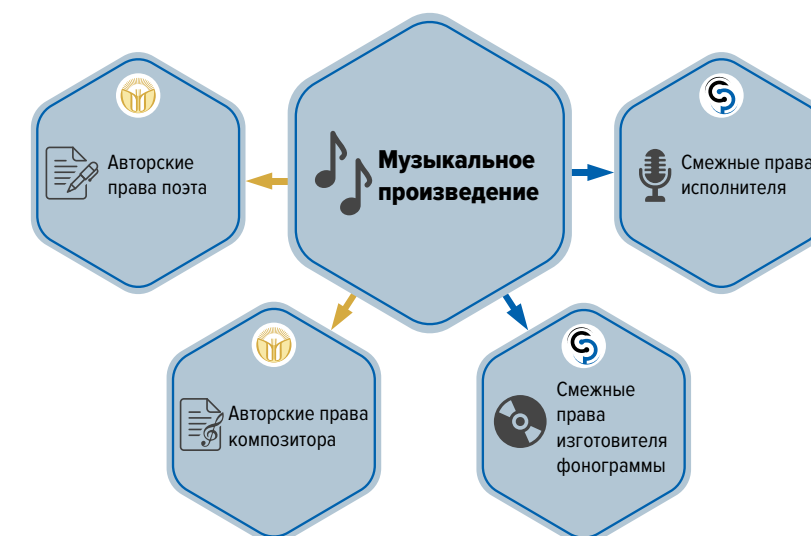 Музыкальное
произведение
Авторские
права поэта
Смежные права
исполнителя
Авторские права
композитора
Смежные
права
изготовителя
фонограммы